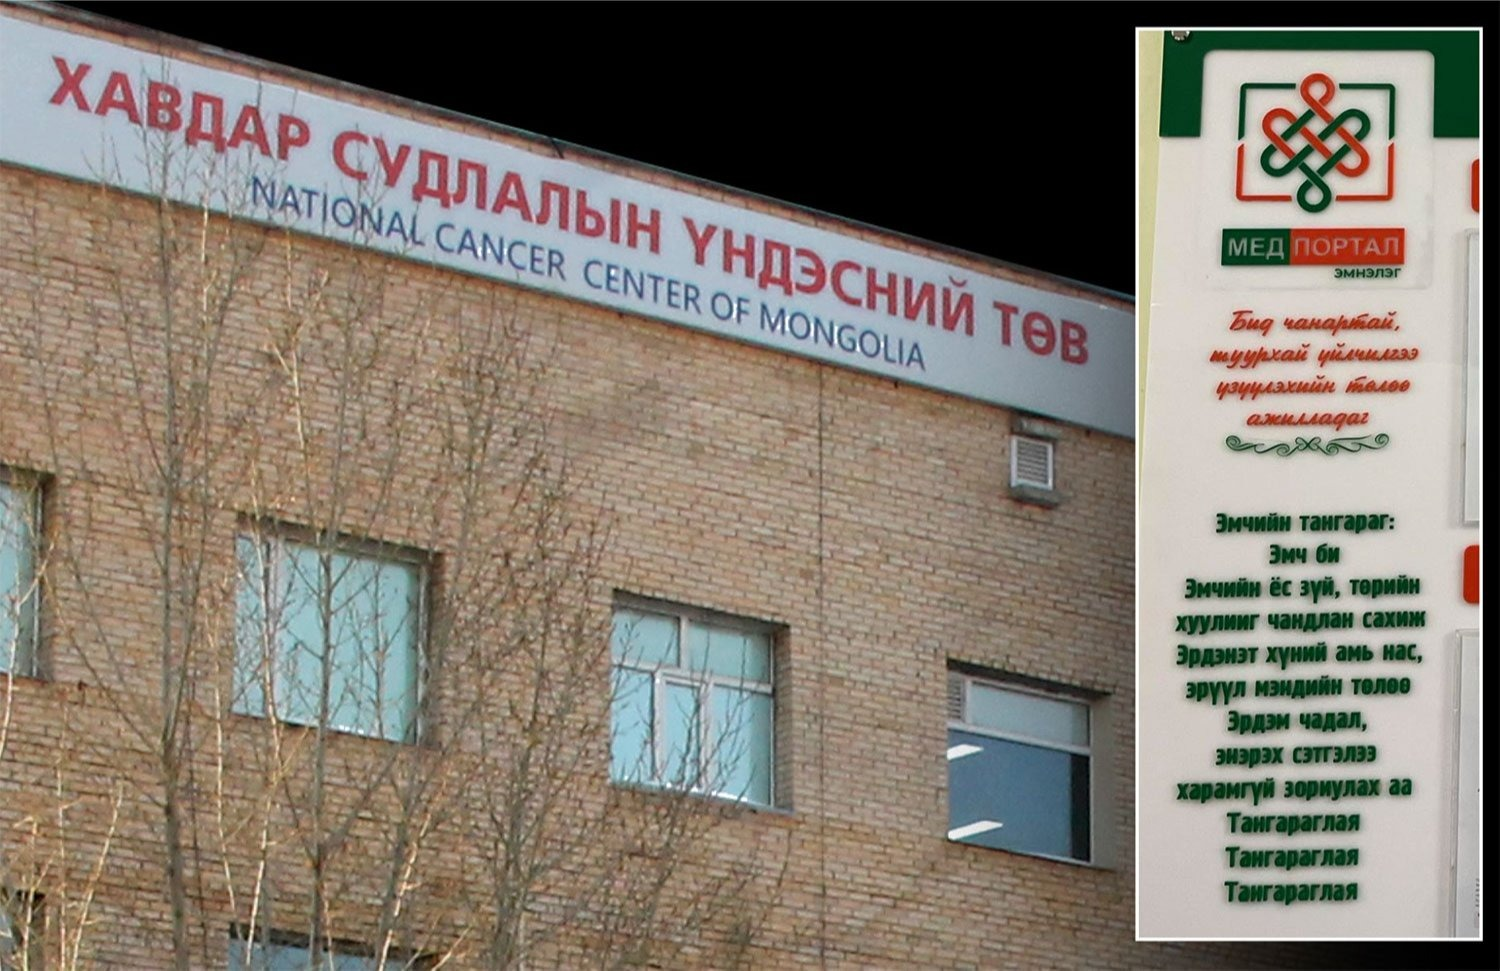 ХАВДАР СУДЛАЛЫН ҮНДЭСНИЙ ТӨВ
NATIONAL CANCER CENTER OF MONGOLIA
МЕД ПОРТАЛ
ЭМНЭЛЭГ
Бид чанартай,
туурхай үйлчилгээ
үзүүлэхийн төлөө
ажилладаг
Эмчийн тангараг:
Эмч би
Эмчийн ёс зүй, төрийн
хуулииг чандлан сахиж
Эрдэнэт хүний амь нас,
эрүүл мэндийн төлөө
Эрдэм чадал,
энэрэх сэтгэлээ
харамгүй зориулах аа
Тангараглая
Тангараглая
Тангараглая